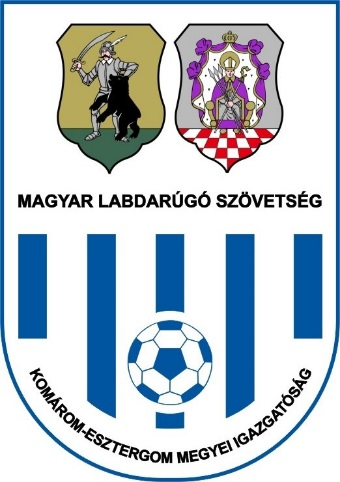 MAGYAR LABDARÚGÓ SZÖVETSÉG
KOMÁROM-ESZTERGOM MEGYEI IGAZGATÓSÁG